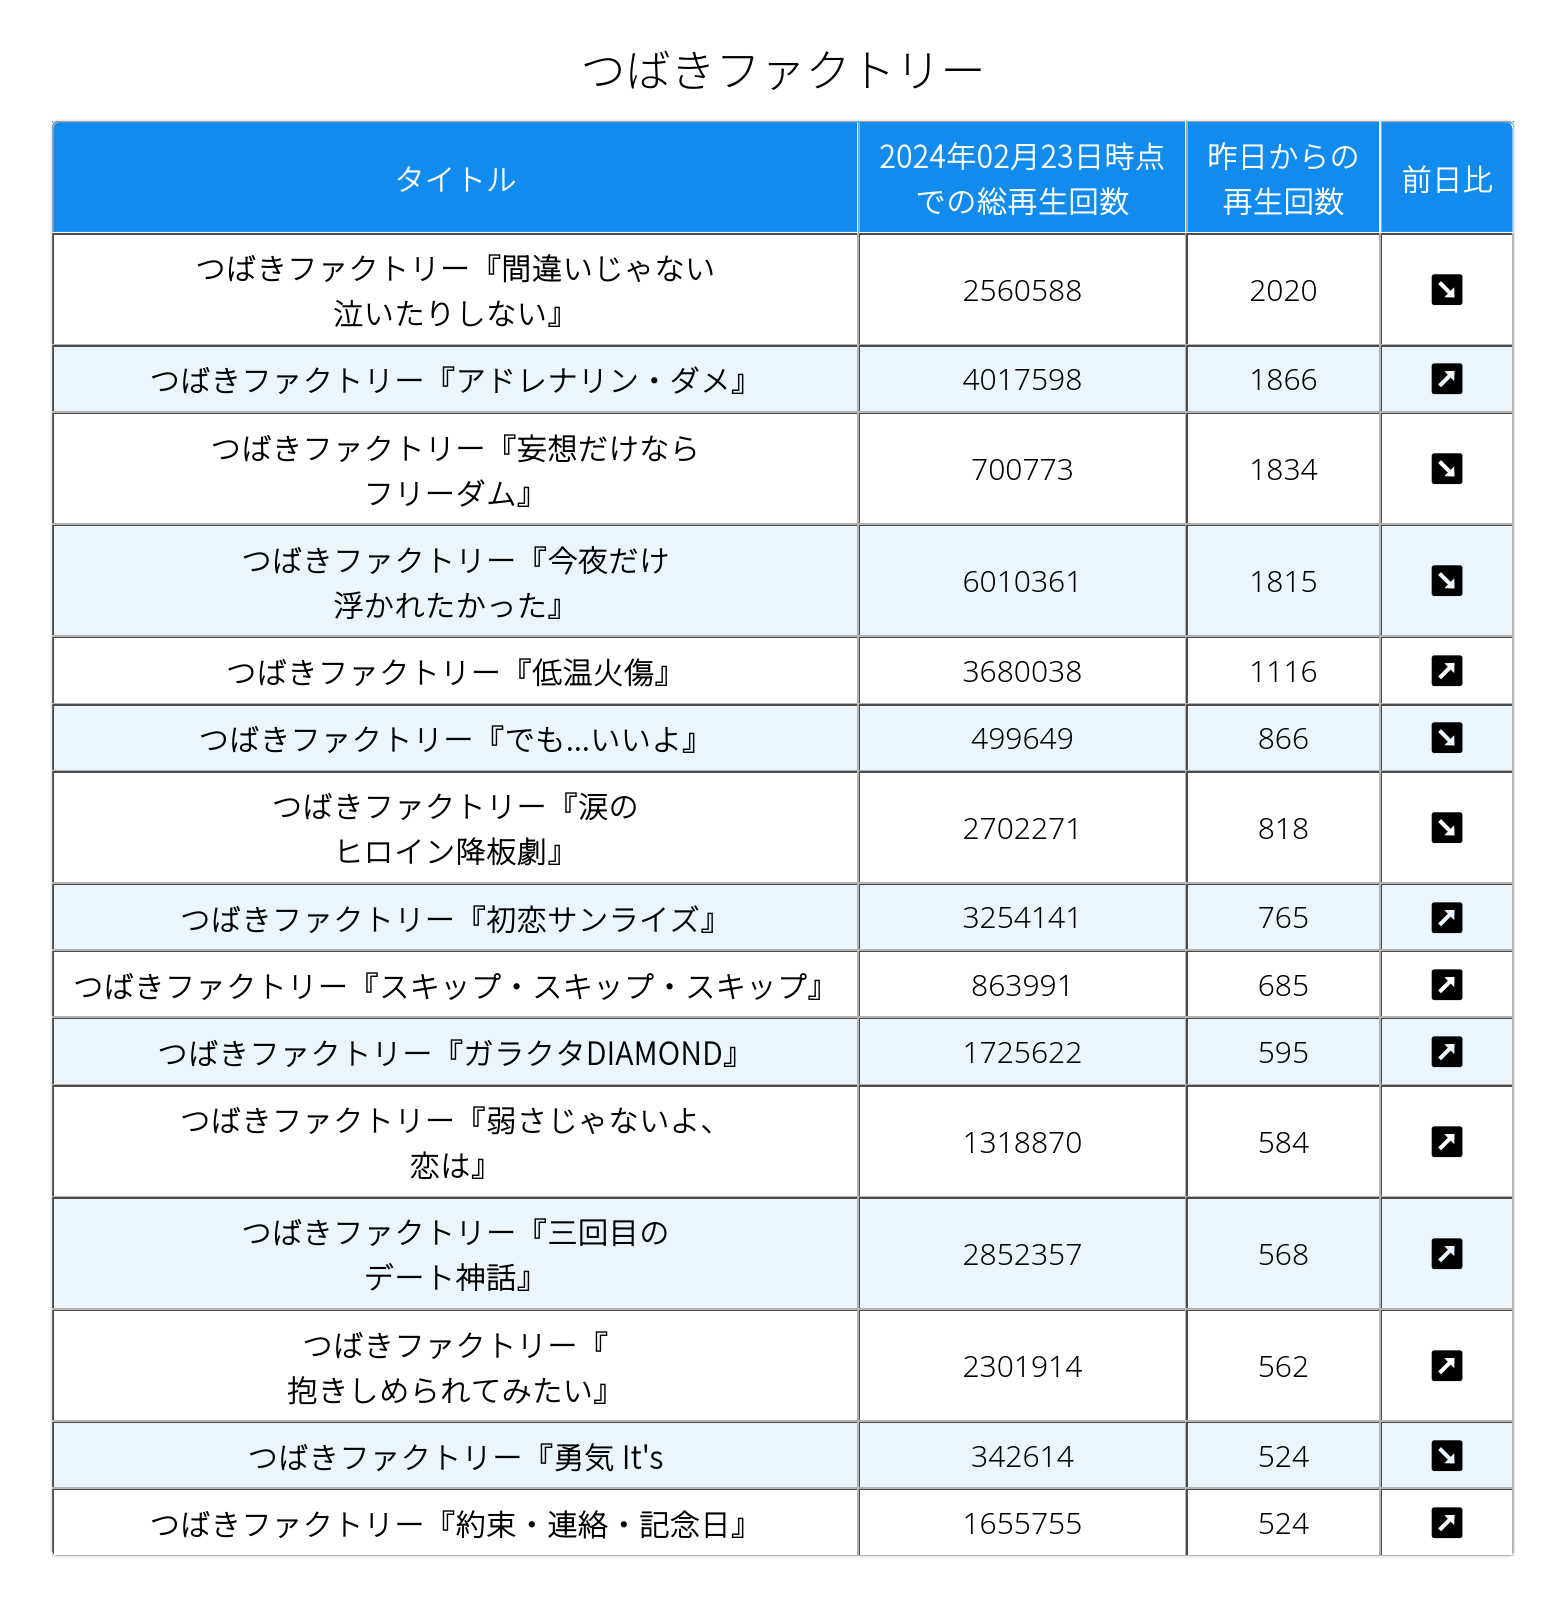 つばきファクトリー
タイトル
2024年02月23日時点
での総再生回数
昨日からの
再生回数
前日比
つばきファクトリー『間違いじゃない
泣いたりしない』
2560588
2020
つばきファクトリー『アドレナリン・ダメ』
4017598
1866
つばきファクトリー『妄想だけなら
フリーダム』
700773
1834
つばきファクトリー『今夜だけ
浮かれたかった』
6010361
1815
つばきファクトリー『低温火傷』
3680038
1116
つばきファクトリー『でも...いいよ』
499649
866
つばきファクトリー『涙の
ヒロイン降板劇』
2702271
818
つばきファクトリー『初恋サンライズ』
3254141
765
つばきファクトリー『スキップ・スキップ・スキップ』
863991
685
つばきファクトリー『ガラクタDIAMOND』
1725622
595
つばきファクトリー『弱さじゃないよ、
恋は』
1318870
584
つばきファクトリー『三回目の
デート神話』
2852357
568
つばきファクトリー『
抱きしめられてみたい』
2301914
562
つばきファクトリー『勇気 It's
342614
524
つばきファクトリー『約束・連絡・記念日』
1655755
524